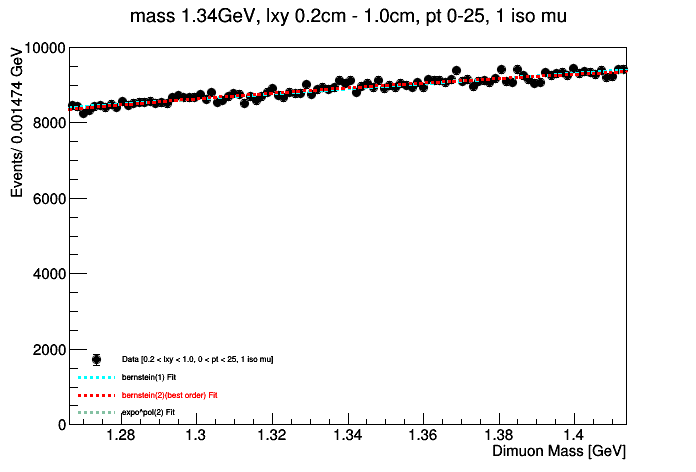 mass 1.34GeV, lxy 0.2cm - 1.0cm, pt 0-25, 1 iso mu
Events/ 0.001474 GeV
10000
8000
6000
4000
2000
0
Data [0.2 < lxy < 1.0, 0 < pt < 25, 1 iso mu]
bernstein(1) Fit
bernstein(2)(best order) Fit
expo*pol(2) Fit
1.28 1.3 1.32 1.34 1.36 1.38 1.4
Dimuon Mass [GeV]